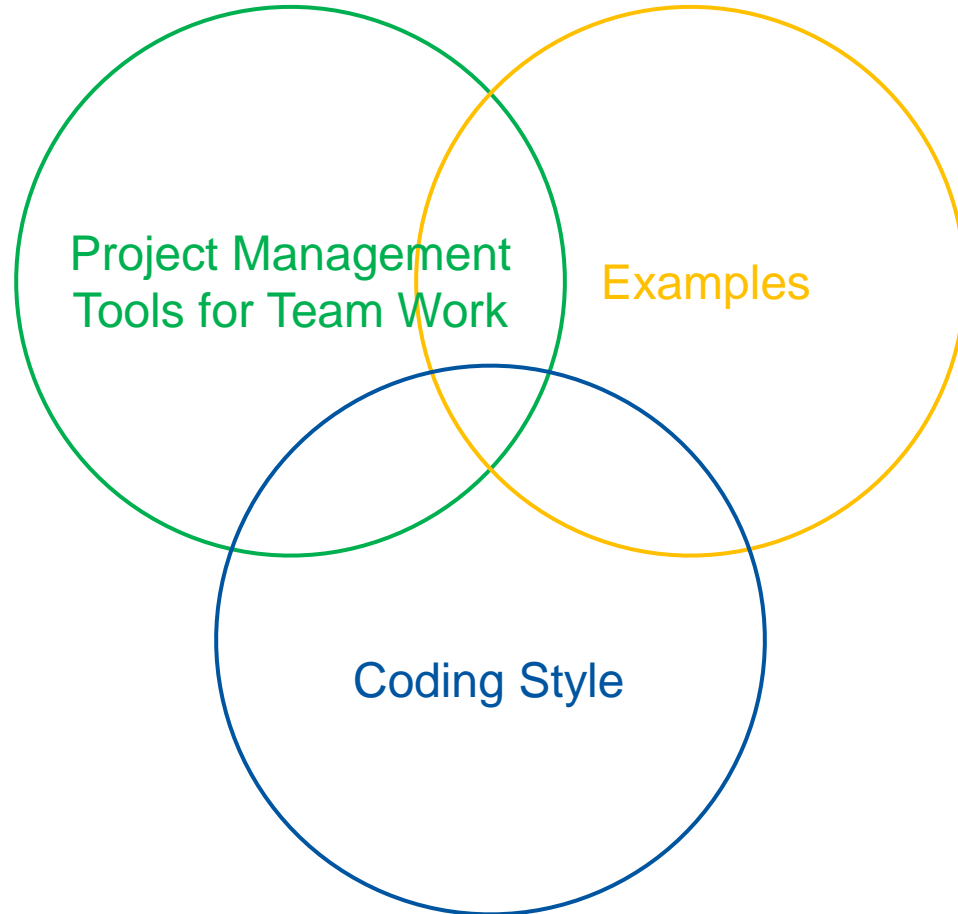 Project Management
Tools for Team Work
Examples
Coding Style